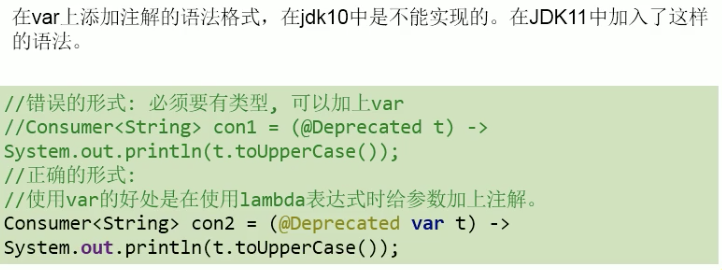 在var上添加注解的语法格式，在jdk10中是不能实现的。在JDK11中加入了这样
的语法。
//错误的形式: 必须要有类型, 可以加上var
//Consumer<String> con1 = (@Deprecated t) ->
System.out.println(t.toUpperCase());
//正确的形式:
//使用var的好处是在使用lambda表达式时给参数加上注解。
Consumer<String> con2 = (@Deprecated var t) ->
System.out.println(t.toUpperCase());